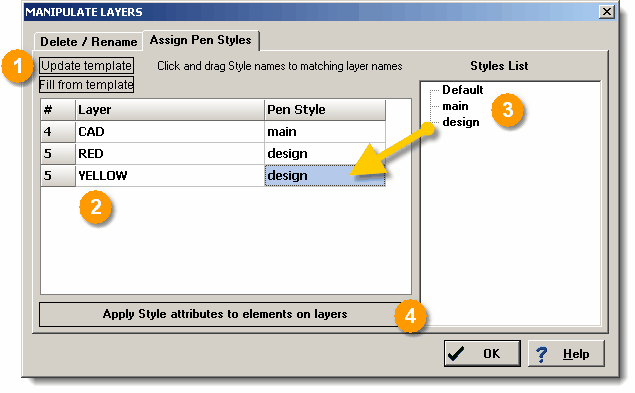 MANIPULATE LAYERS
Delete / Rename Assign Pen Styles
1 Update template Click and drag Style names to matching layer names Styles List
Fill from template
Default
main 3
design
# Layer Pen Style
4 CAD main
5 RED design
5 YELLOW design
2
Apply Style attributes to elements on layers 4
OK ? Help